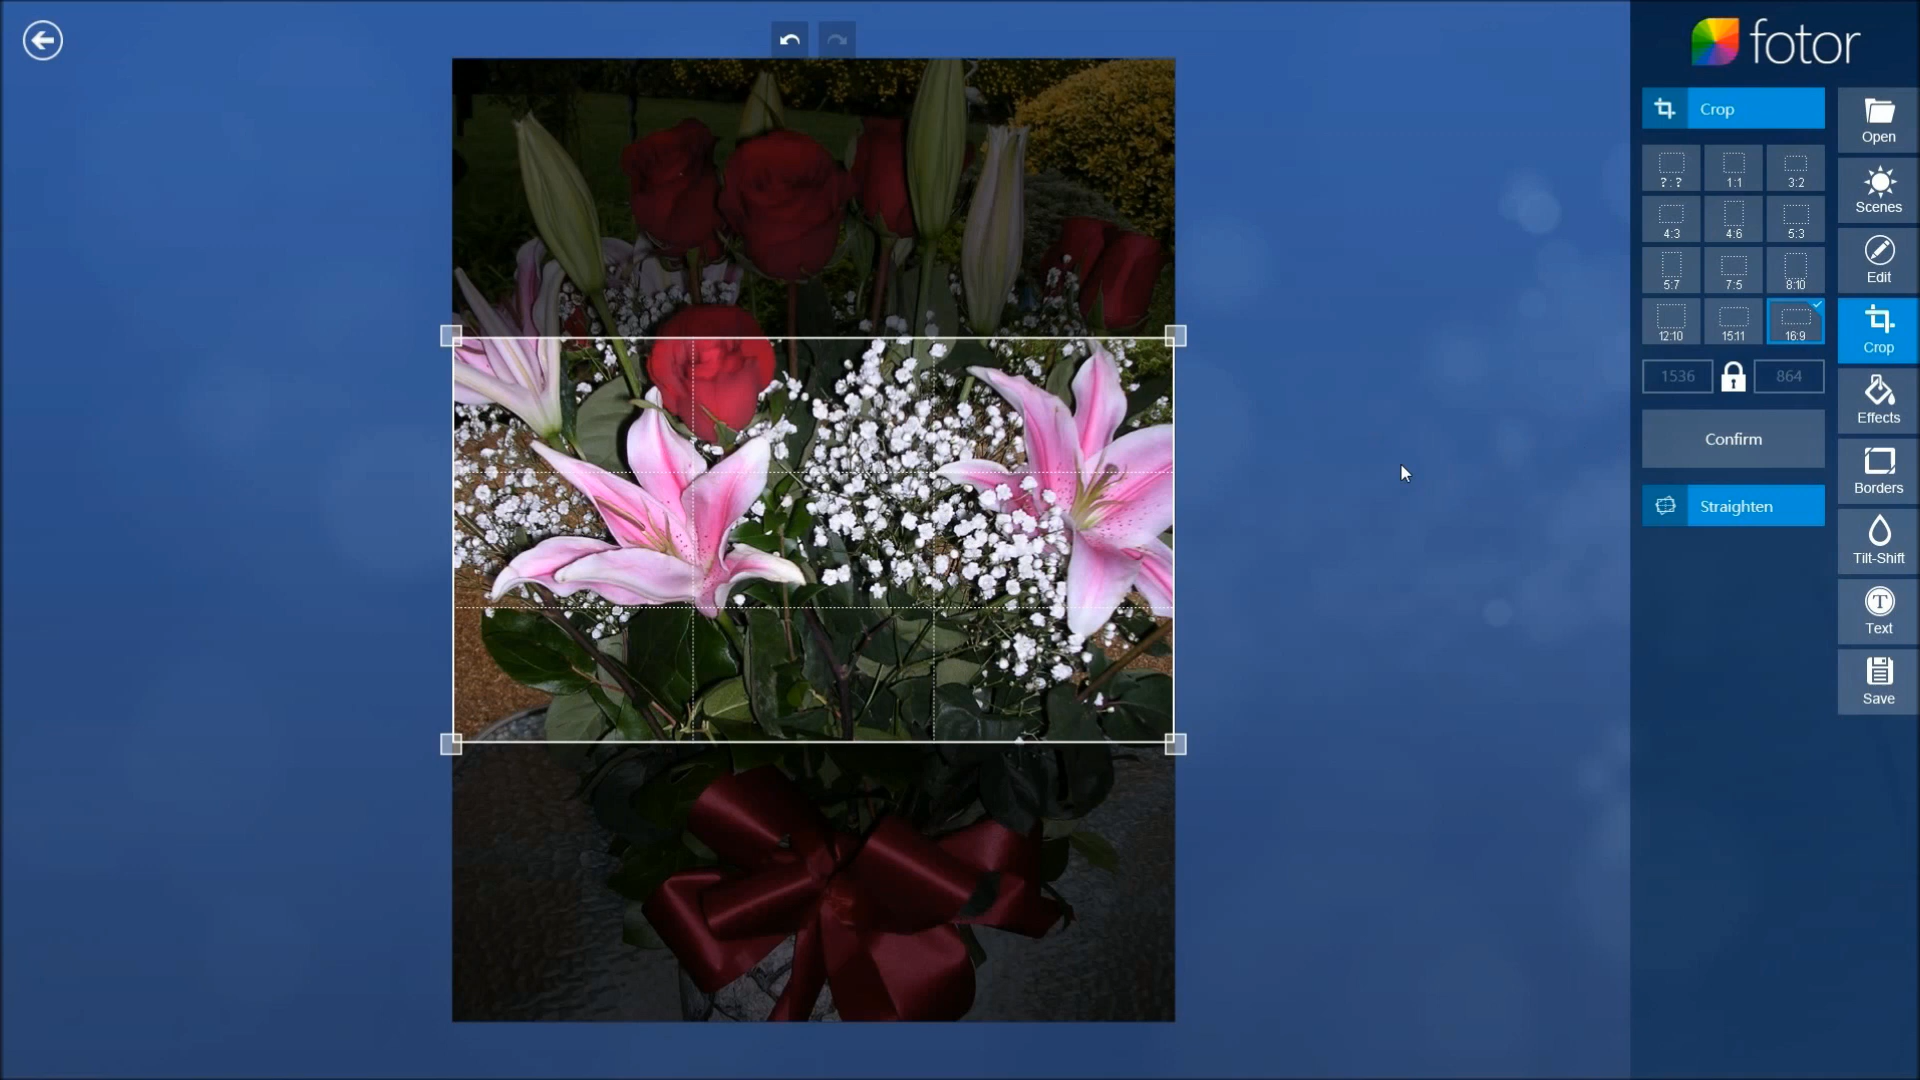 fotor
Crop
Open
?:? 1:1 3:2
Scenes
4:3 4:6 5:3
Edit
5:7 7:5 8:10
12:10 15:11 16:9
Crop
1536 864
Effects
Confirm
Borders
Straighten
Tilt-Shift
T
Text
Save